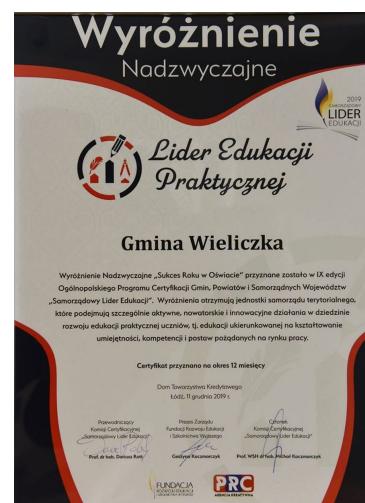 Wyróżnienie
Nadzwyczajne
2019
SAMORZĄDOWY
LIDER
EDUKACJI
Lider Edukacji
Praktycznej
Gmina Wieliczka
Wyróżnienie Nadzwyczajne „Sukces Roku w Oświacie” przyznane zostało w IX edycji
Ogólnopolskiego Programu Certyfikacji Gmin, Powiatów i Samorządnych Województw
„Samorządowy Lider Edukacji”. Wyróżnienia otrzymują jednostki samorządu terytorialnego,
które podejmują szczególnie aktywne, nowatorskie i innowacyjne działania w dziedzinie
rozwoju edukacji praktycznej uczniów, tj. edukacji ukierunkowanej na kształtowanie
umiejętności, kompetencji i postaw pożądanych na rynku pracy.
Certyfikat przyznano na okres 12 miesięcy
Dom Towarzystwa Kredytowego
Łódź, 11 grudnia 2019 r.
Przewodniczący
Komisji Certyfikacyjnej
„Samorządowy Lider Edukacji”
Prof. dr hab. Dariusz Rott
Prezes Zarządu
Fundacji Rozwoju Edukacji
i Szkolnictwa Wyższego
Grażyna Kaczmarczyk
Członek
Komisji Certyfikacyjnej
„Samorządowy Lider Edukacji”
Prof. WSH dr hab. Michał Kaczmarczyk
FUNDACJA
ROZWOJU EDUKACJI
I SZKOLNICTWA WYŻSZEGO
PRC
AGENCJA KREATYWNA